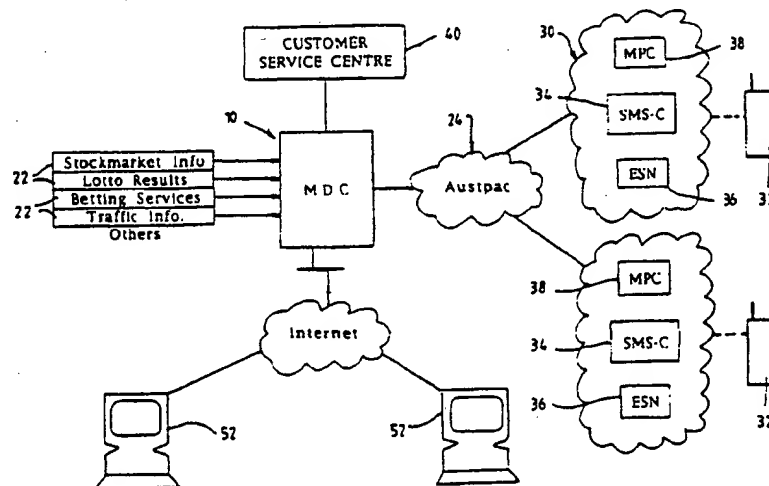 CUSTOMER
SERVICE CENTRE
40
30
MPC
38
34
SMS-C
ESN
36
10
24
22
Stockmarket Info
Lotto Results
22
Betting Services
Traffic Info.
Others
MDC
Austpac
38
MPC
34
SMS-C
36
ESN
32
Internet
52
52